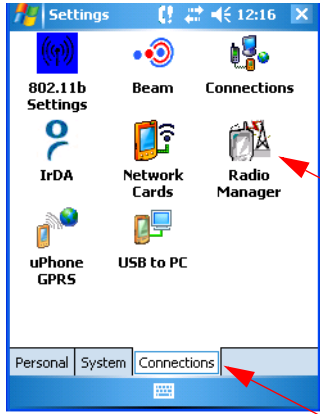 Settings 12:16
802.11b Beam Connections
Settings
IrDA Network Radio
Cards Manager
uPhone USB to PC
GPRS
Personal System Connections